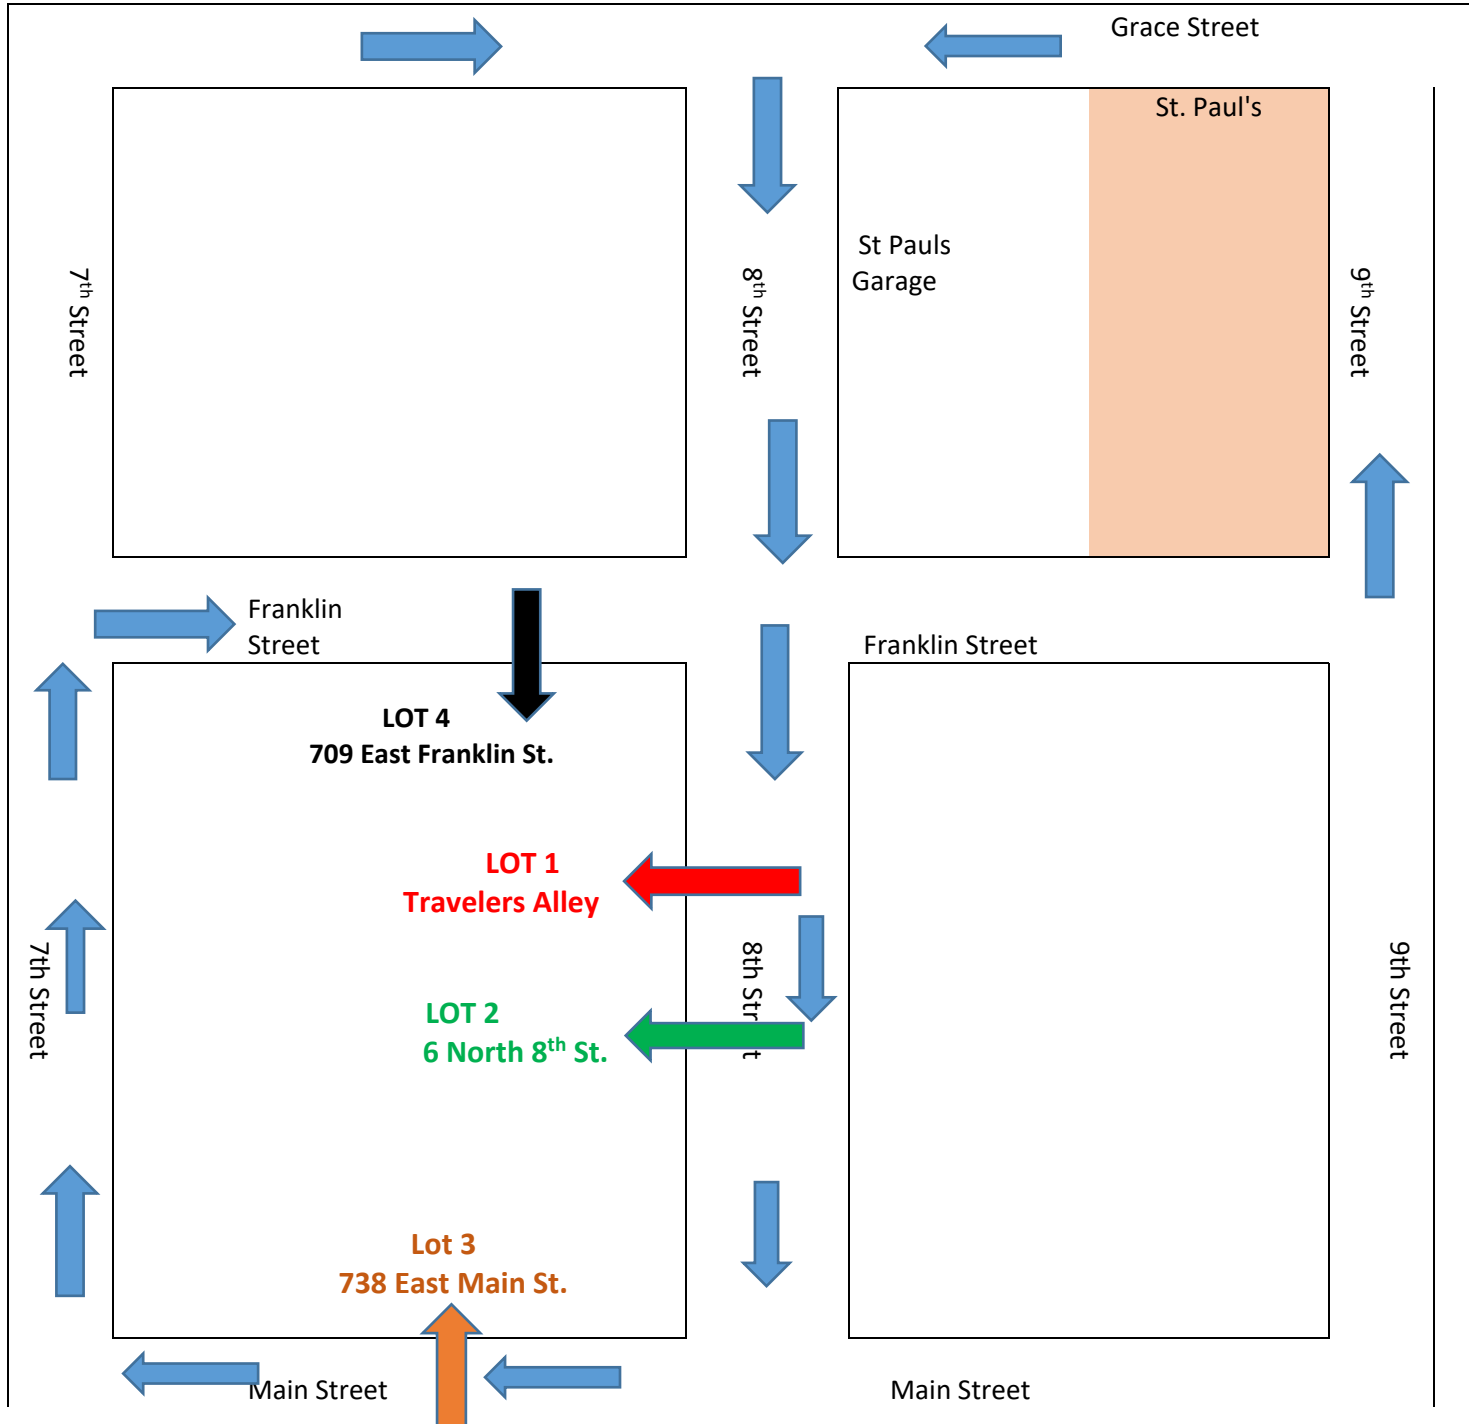 Grace Street
St. Paul's
St Pauls
Garage
7th Street
8th Street
9th Street
Franklin
Street
Franklin Street
LOT 4
709 East Franklin St.
LOT 1
Travelers Alley
7th Street
8th Street
9th Street
LOT 2
6 North 8th St.
Lot 3
738 East Main St.
Main Street
Main Street